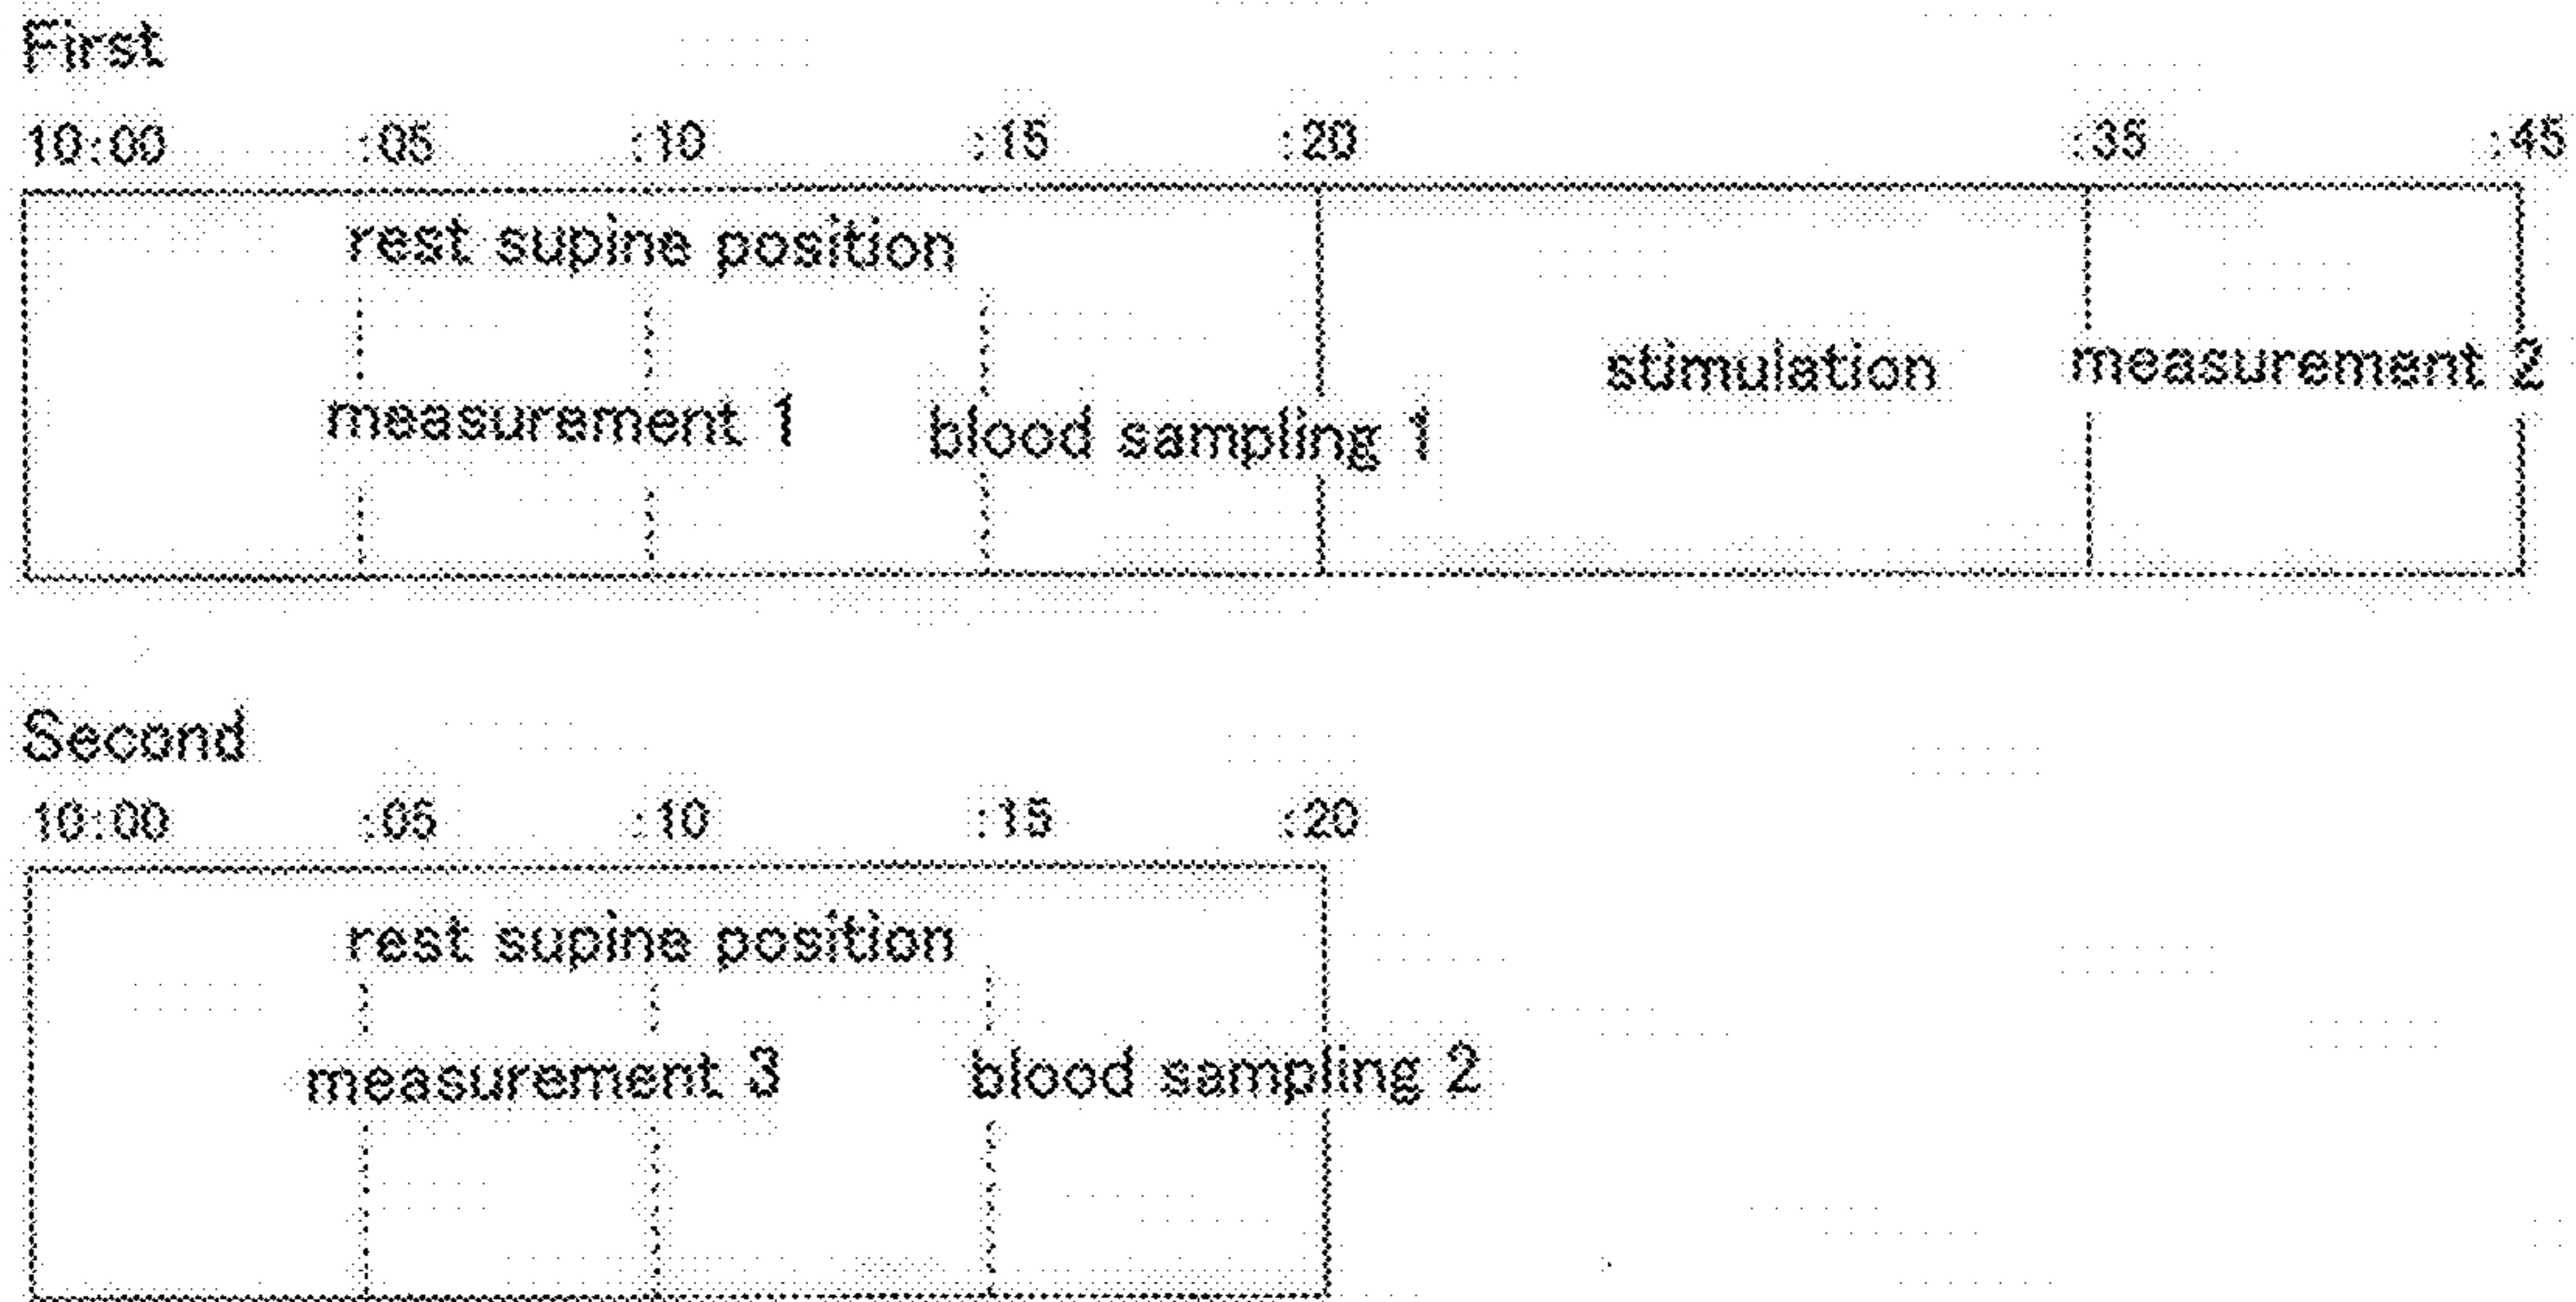 First
10:00 :05 :10 :15 :20 :35 :45
rest supine position
stimulation measurement 2
measurement 1 blood sampling 1
Second
10:00 :05 :10 :15 :20
rest supine position
measurement 3 blood sampling 2